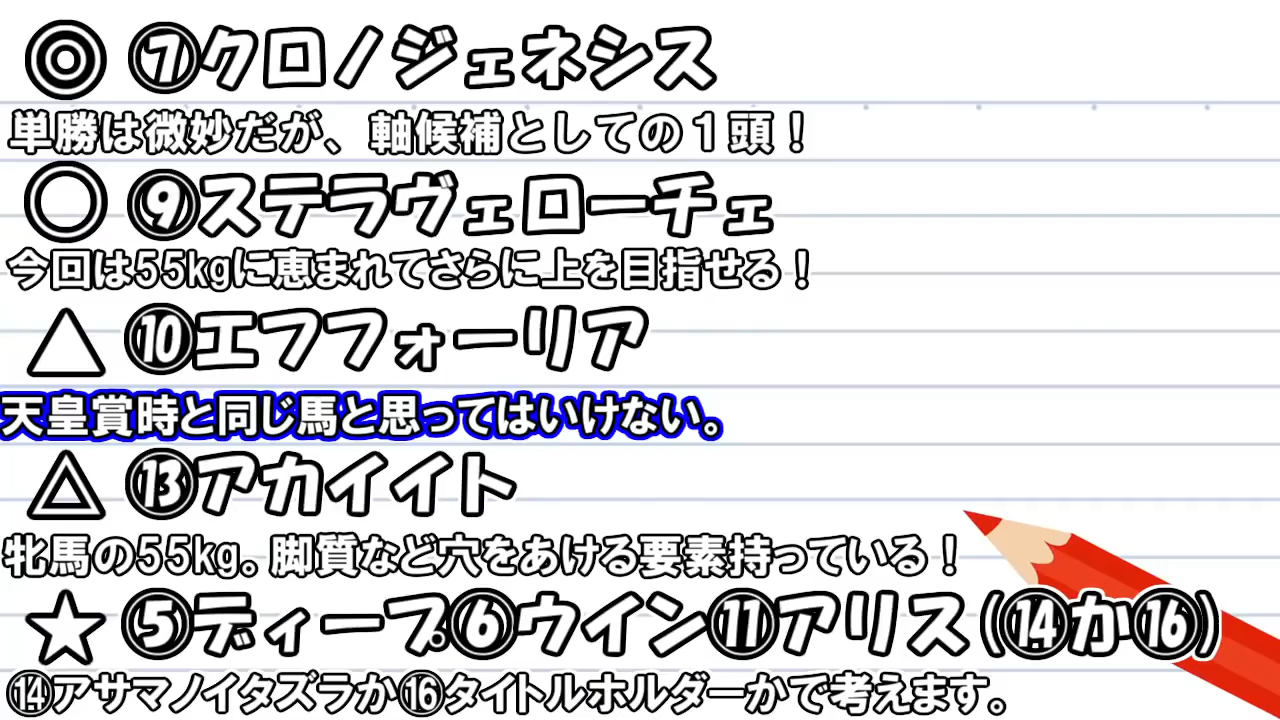 ◎ ⑦クロノジェネシス
単勝は微妙だが、軸候補としての１頭！
○ ⑨ステラヴェローチェ
今回は55kgに恵まれてさらに上を目指せる！
△ ⑩エフフォーリア
天皇賞時と同じ馬と思ってはいけない。
△ ⑬アカイイト
牝馬の55kg。脚質など穴をあける要素持っている！
★ ⑤ディープ。⑥ウイン⑪アリス(⑭か⑯)
⑭アサマノイタズラか⑯タイトルホルダーかで考えます。